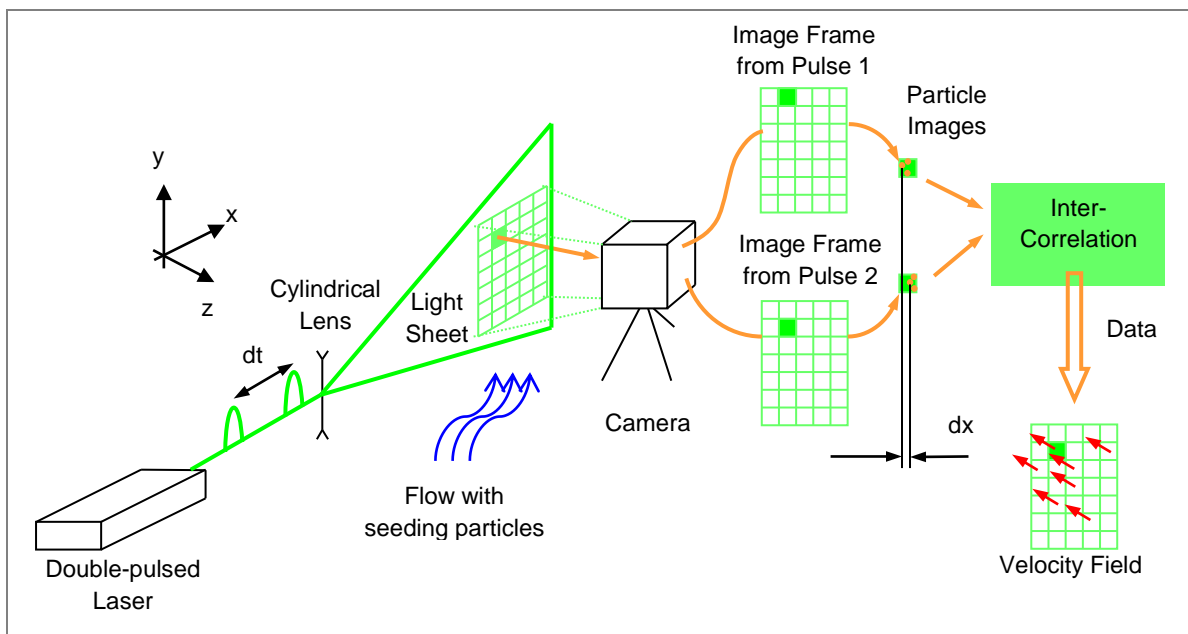 Image Frame
from Pulse 1
Particle
Images
y
x
z
Inter-
Correlation
Image Frame
from Pulse 2
Cylindrical
Lens
Light
Sheet
dt
Data
Camera
dx
Flow with
seeding particles
Double-pulsed
Laser
Velocity Field